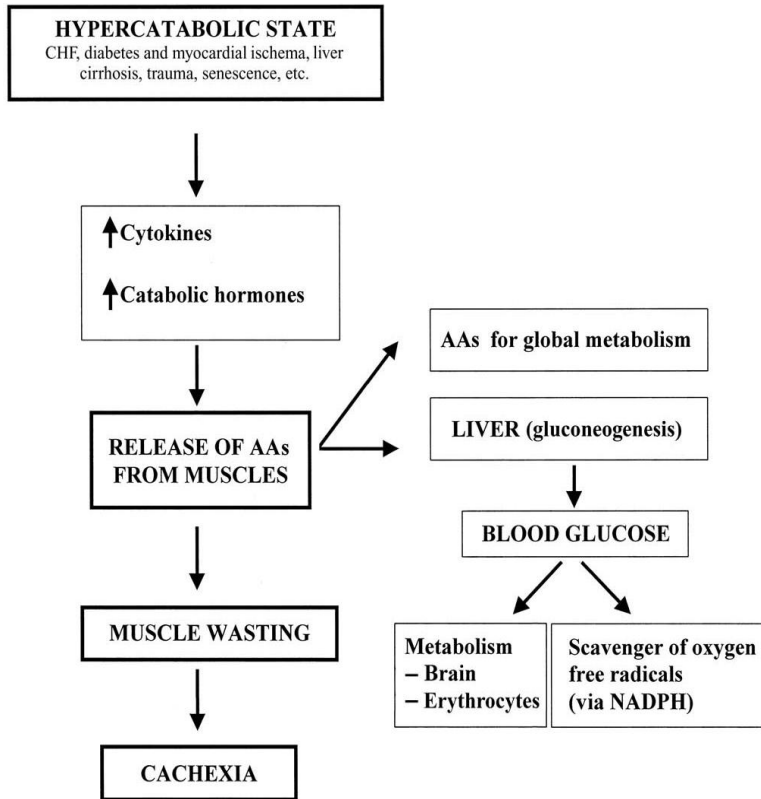 HYPERCATABOLIC STATE
CHF, diabetes and myocardial ischema, liver
cirrhosis, trauma, senescence, etc.
Cytokines
Catabolic hormones
RELEASE OF AAs
FROM MUSCLES
MUSCLE WASTING
CACHEXIA
AAs for global metabolism
LIVER (gluconeogenesis)
BLOOD GLUCOSE
Metabolism
– Brain
– Erythrocytes
Scavenger of oxygen
free radicals
(via NADPH)